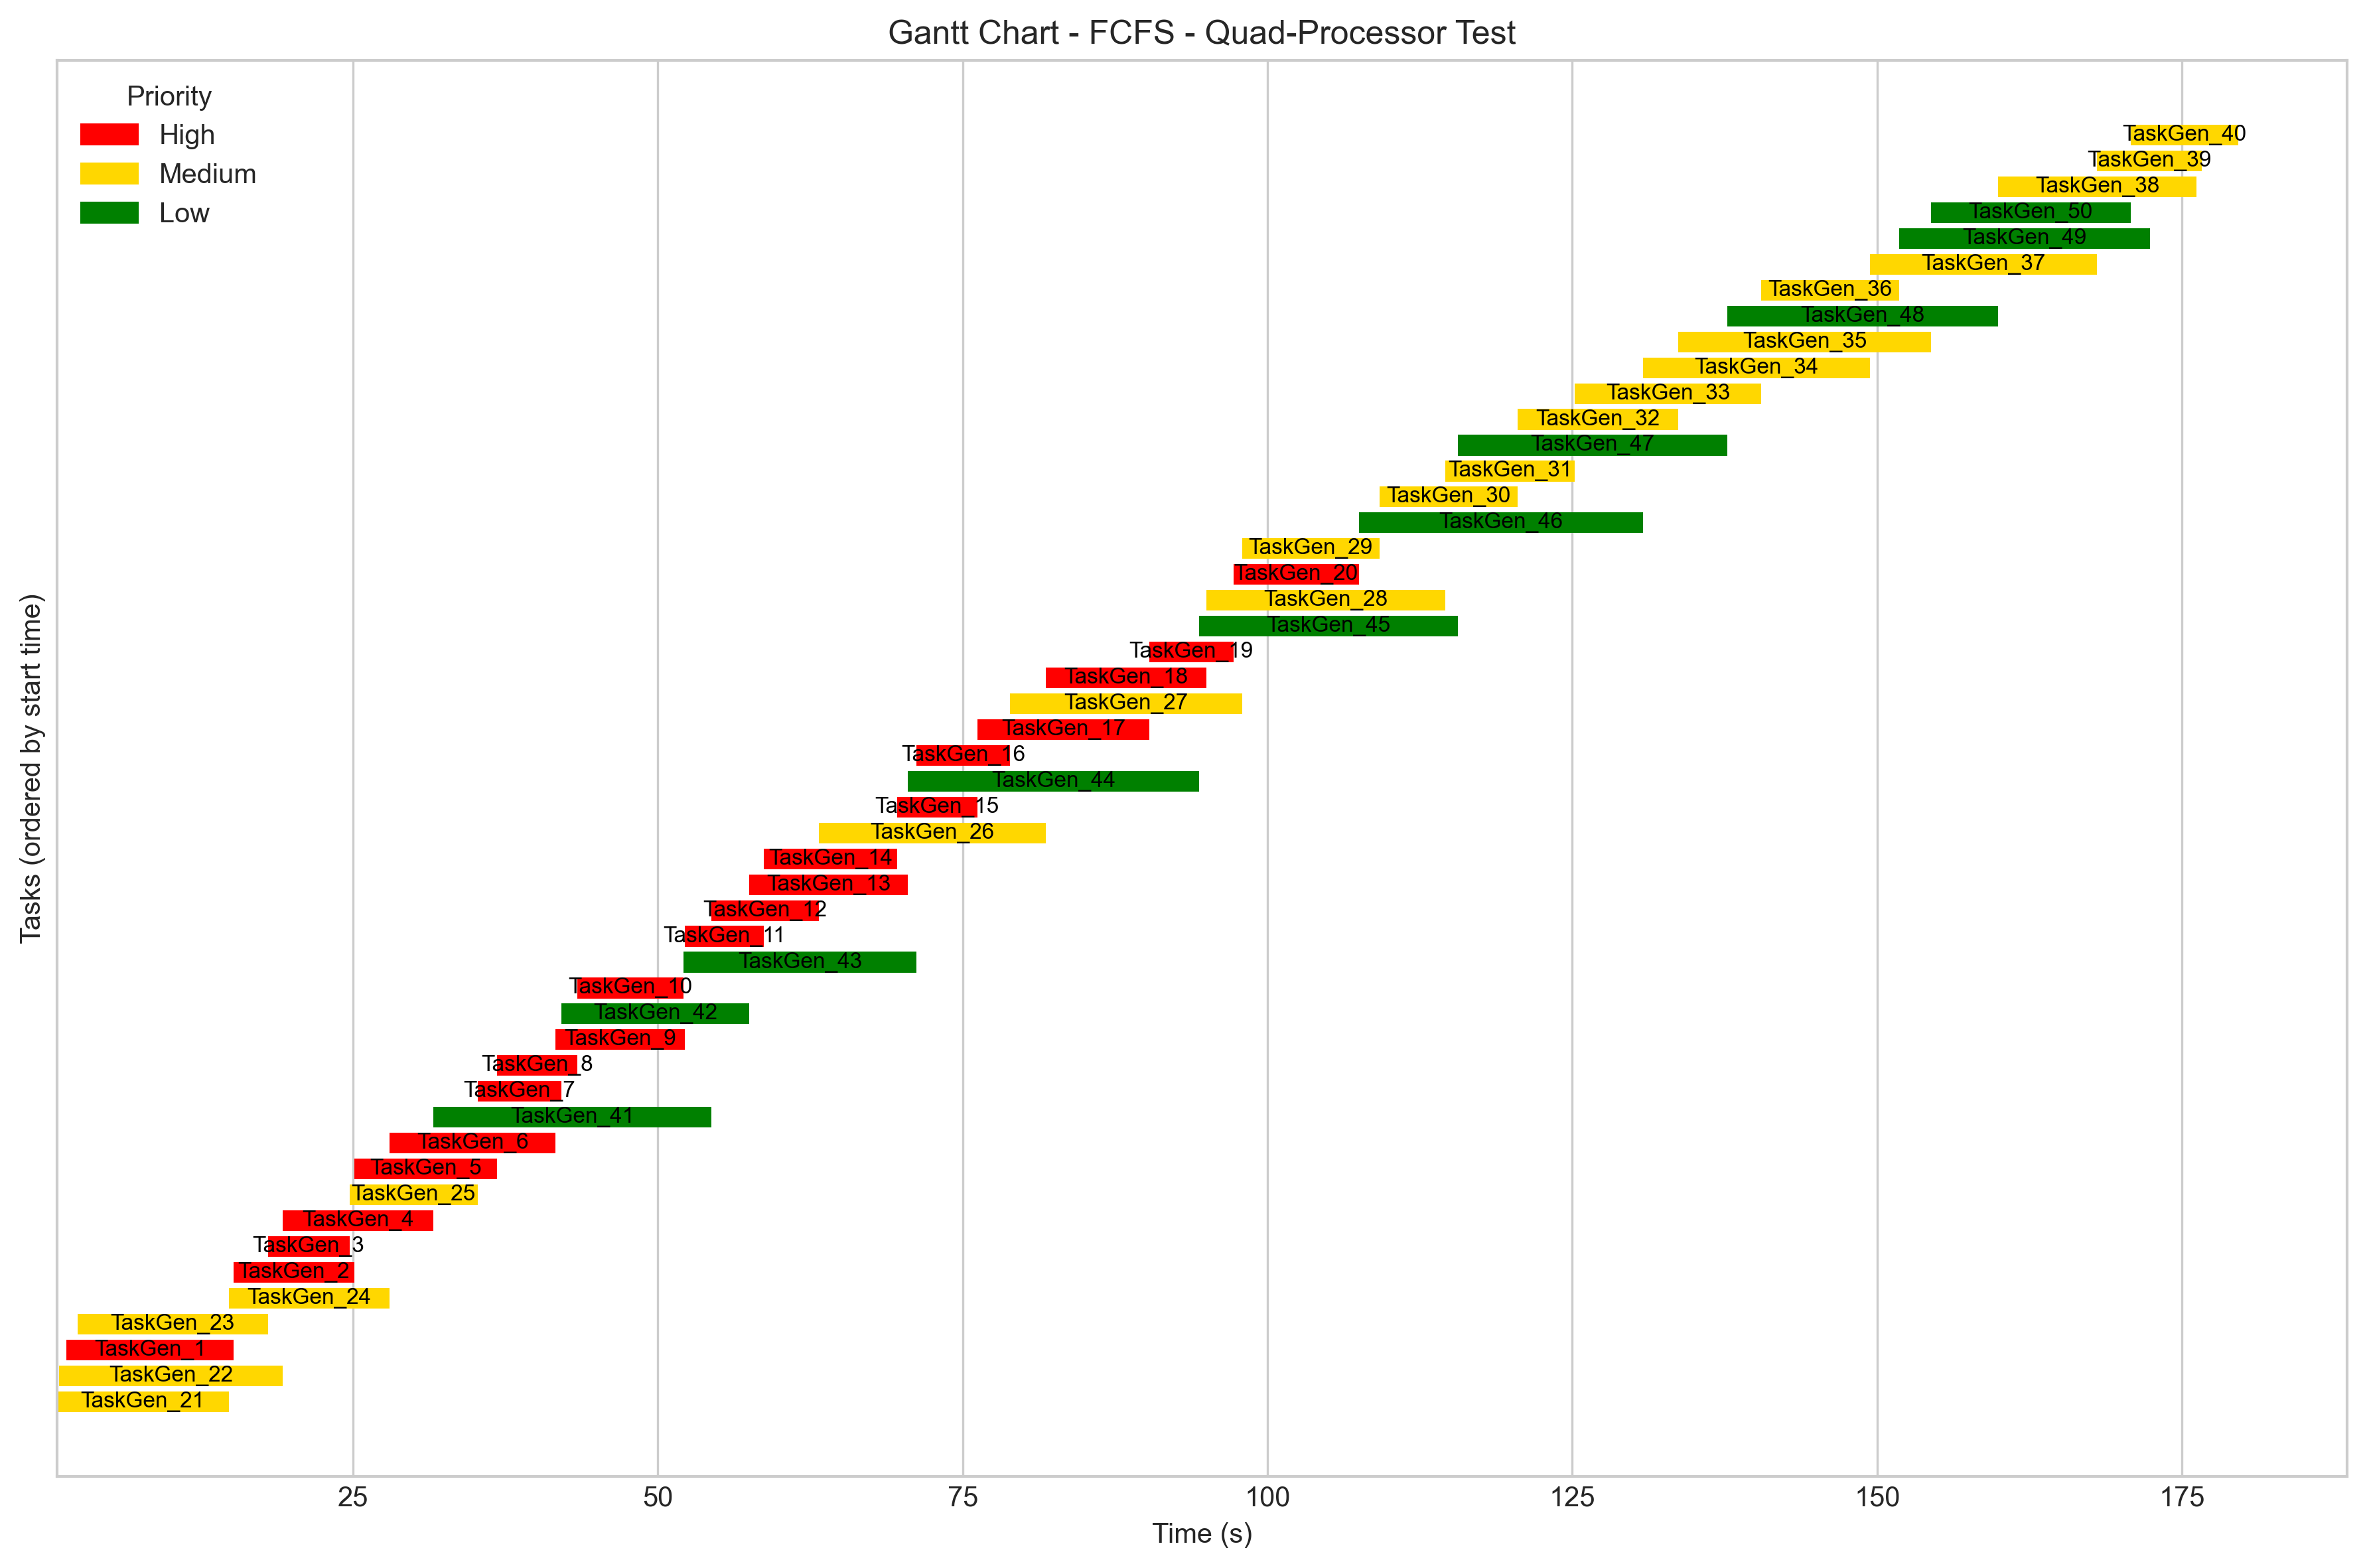 Gantt Chart - FCFS - Quad-Processor Test
Priority
High
Medium
Low
TaskGen_40
TaskGen_39
TaskGen_38
TaskGen_50
TaskGen_49
TaskGen_37
TaskGen_36
TaskGen_48
TaskGen_35
TaskGen_34
TaskGen_33
TaskGen_32
TaskGen_47
TaskGen_31
TaskGen_30
TaskGen_46
TaskGen_29
TaskGen_20
TaskGen_28
TaskGen_45
TaskGen_19
TaskGen_18
TaskGen_27
TaskGen_17
TaskGen_16
TaskGen_44
TaskGen_15
TaskGen_26
TaskGen_14
TaskGen_13
TaskGen_12
TaskGen_11
TaskGen_43
TaskGen_10
TaskGen_42
TaskGen_9
TaskGen_8
TaskGen_7
TaskGen_41
TaskGen_6
TaskGen_5
TaskGen_25
TaskGen_4
TaskGen_3
TaskGen_2
TaskGen_24
TaskGen_23
TaskGen_1
TaskGen_22
TaskGen_21
Tasks (ordered by start time)
25 50 75 100 125 150 175
Time (s)